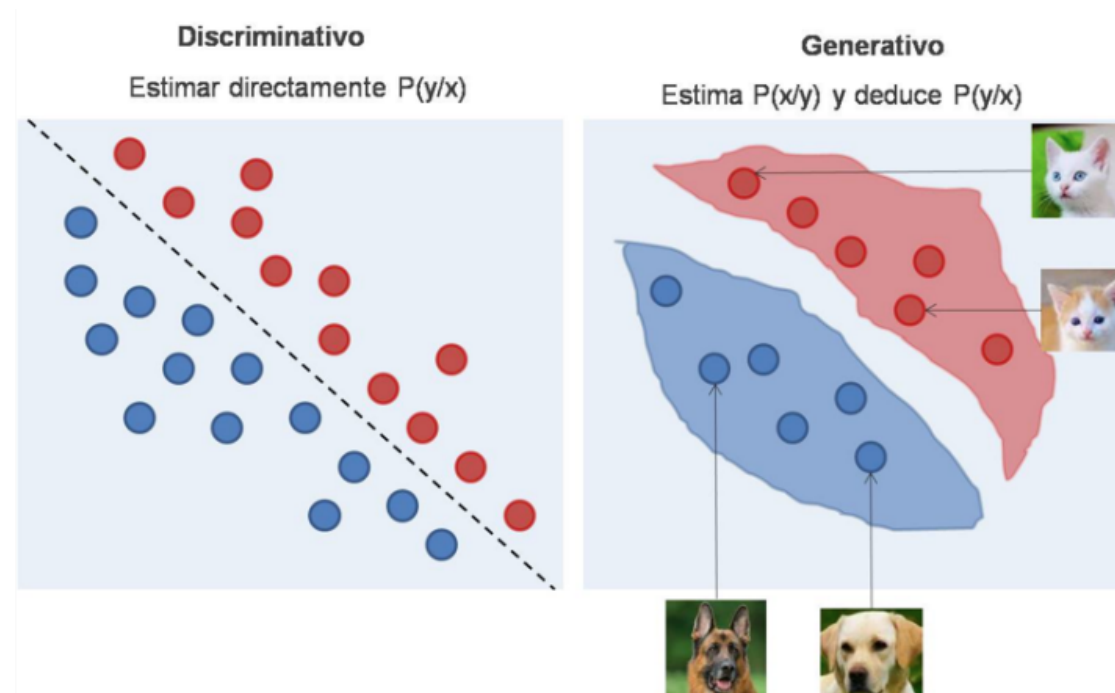 Discriminativo
Estimar directamente P(y/x)
Generativo
Estima P(x/y) y deduce P(y/x)